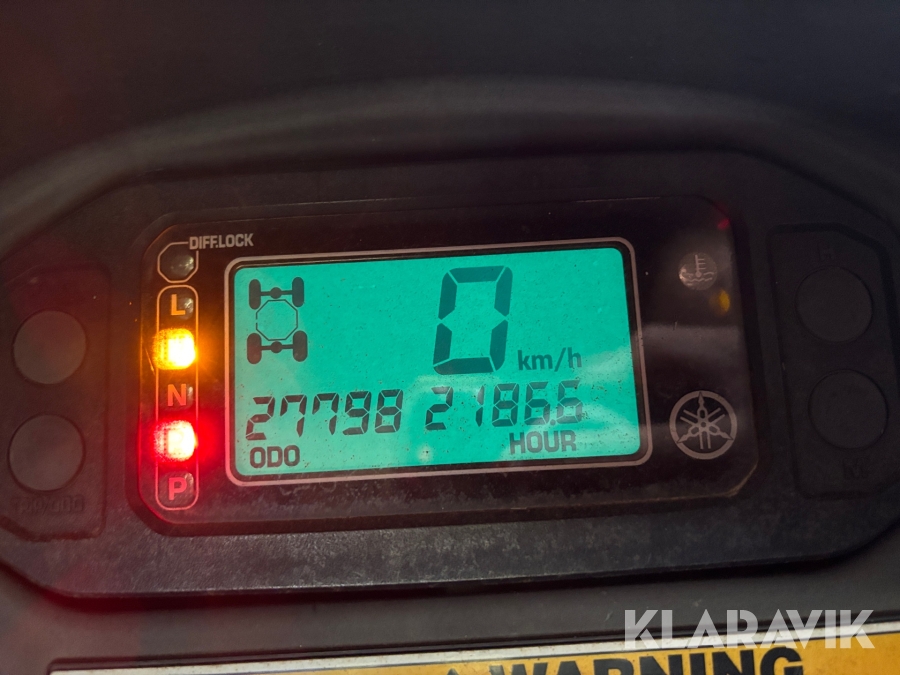 DIFF.LOCK
L
N
P
0 km/h
27798 2186.6
ODO HOUR
KLARAVIK
WARNING